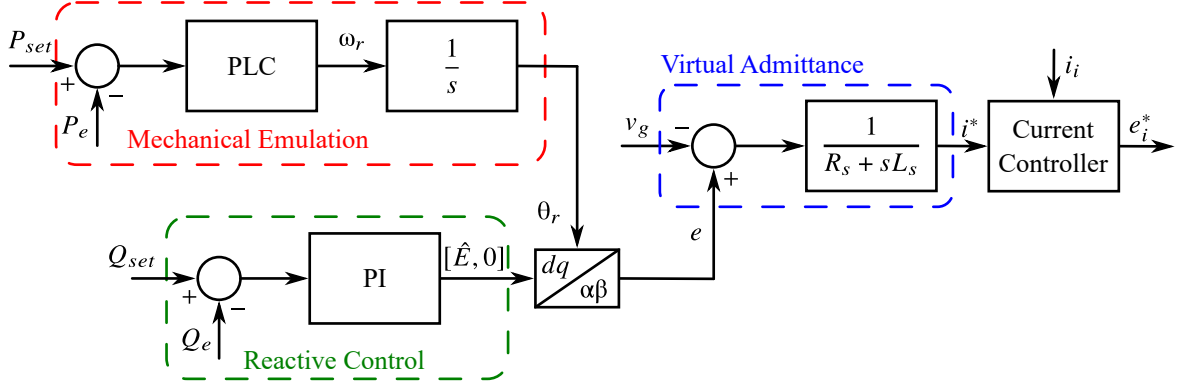 P_set
+
−
P_e
PLC
ω_r
1
s
Mechanical Emulation
θ_r
Q_set
+
−
Q_e
PI
[Ê, 0]
Reactive Control
dq
αβ
e
Virtual Admittance
v_g
−
+
1
R_s + sL_s
i*
i_i
Current
Controller
e_i^*